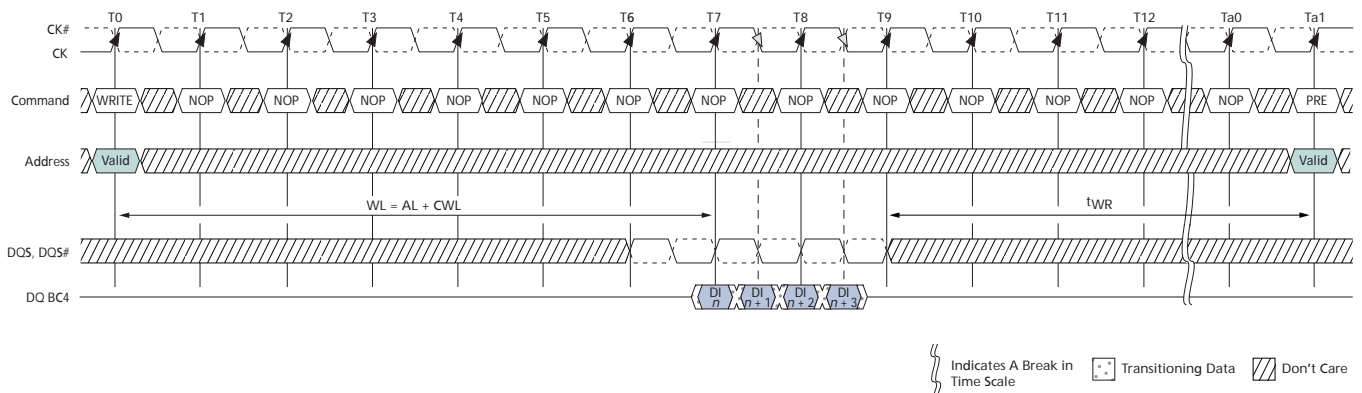 T0 T1 T2 T3 T4 T5 T6 T7 T8 T9 T10 T11 T12 Ta0 Ta1
CK#
CK
Command WRITE NOP NOP NOP NOP NOP NOP NOP NOP NOP NOP NOP NOP NOP PRE
Address Valid Valid
WL = AL + CWL tWR
DQS, DQS#
DQ BC4 DI n DI n + 1 DI n + 2 DI n + 3
Indicates A Break in
Time Scale
Transitioning Data
Don't Care